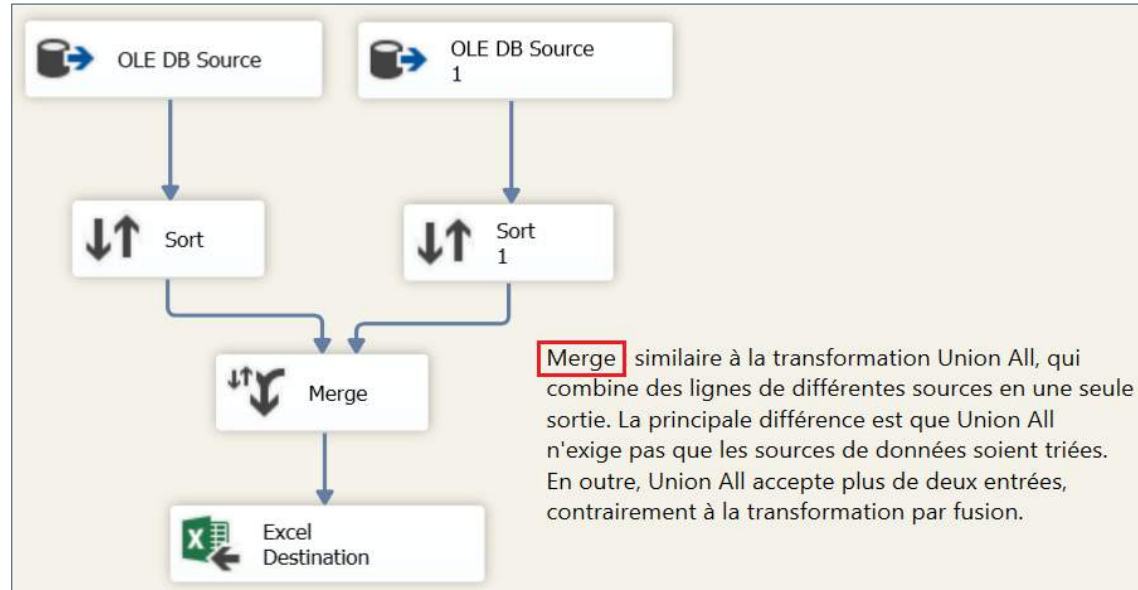 OLE DB Source
OLE DB Source
1
Sort
Sort
1
Merge
Excel
Destination
Merge similaire à la transformation Union All, qui
combine des lignes de différentes sources en une seule
sortie. La principale différence est que Union All
n'exige pas que les sources de données soient triées.
En outre, Union All accepte plus de deux entrées,
contrairement à la transformation par fusion.